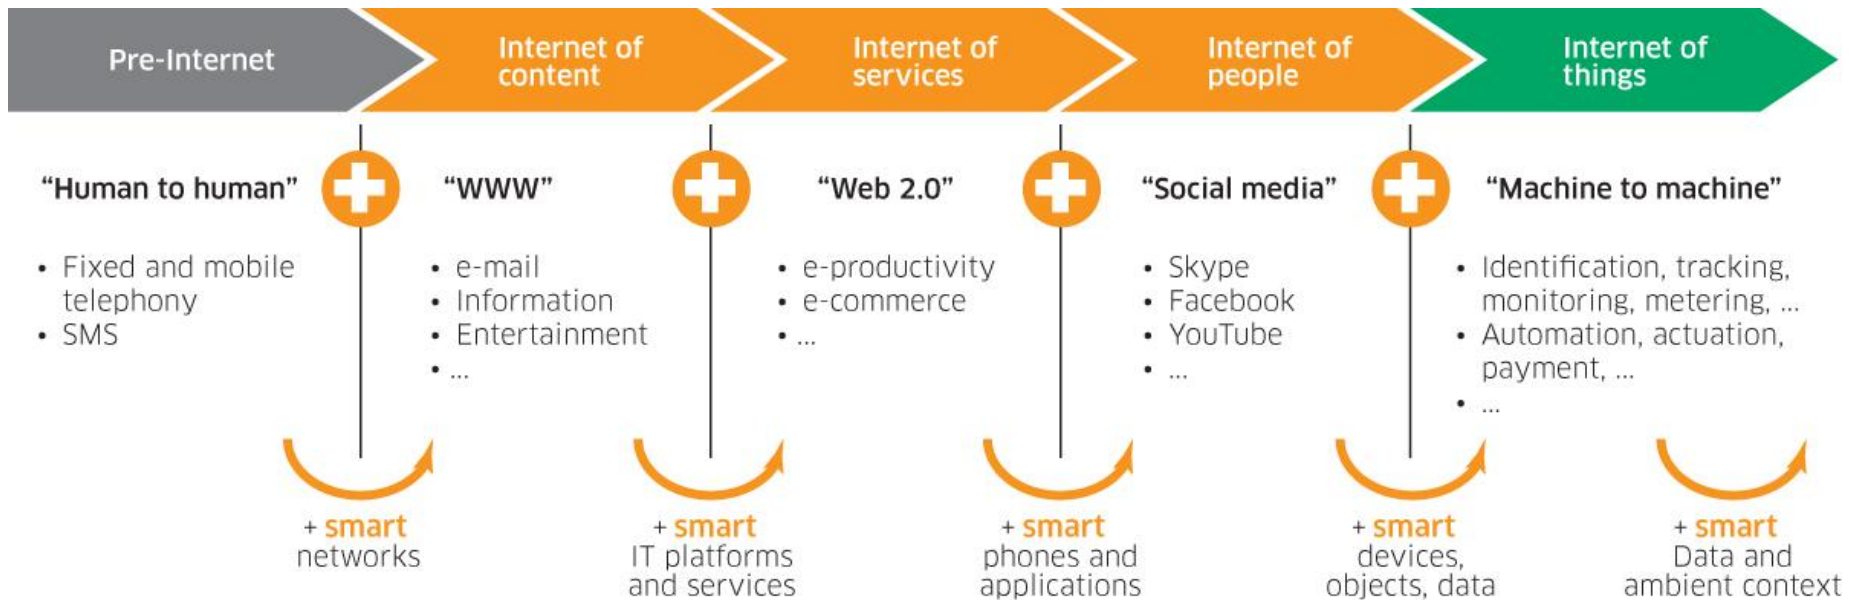 Pre-Internet
Internet of
content
Internet of
services
Internet of
people
Internet of
things
“Human to human”
“WWW”
“Web 2.0”
“Social media”
“Machine to machine”
• Fixed and mobile
telephony
• SMS
• e-mail
• Information
• Entertainment
• ...
• e-productivity
• e-commerce
• ...
• Skype
• Facebook
• YouTube
• ...
• Identification, tracking,
monitoring, metering, ...
• Automation, actuation,
payment, ...
• ...
+ smart
networks
+ smart
IT platforms
and services
+ smart
phones and
applications
+ smart
devices,
objects, data
+ smart
Data and
ambient context